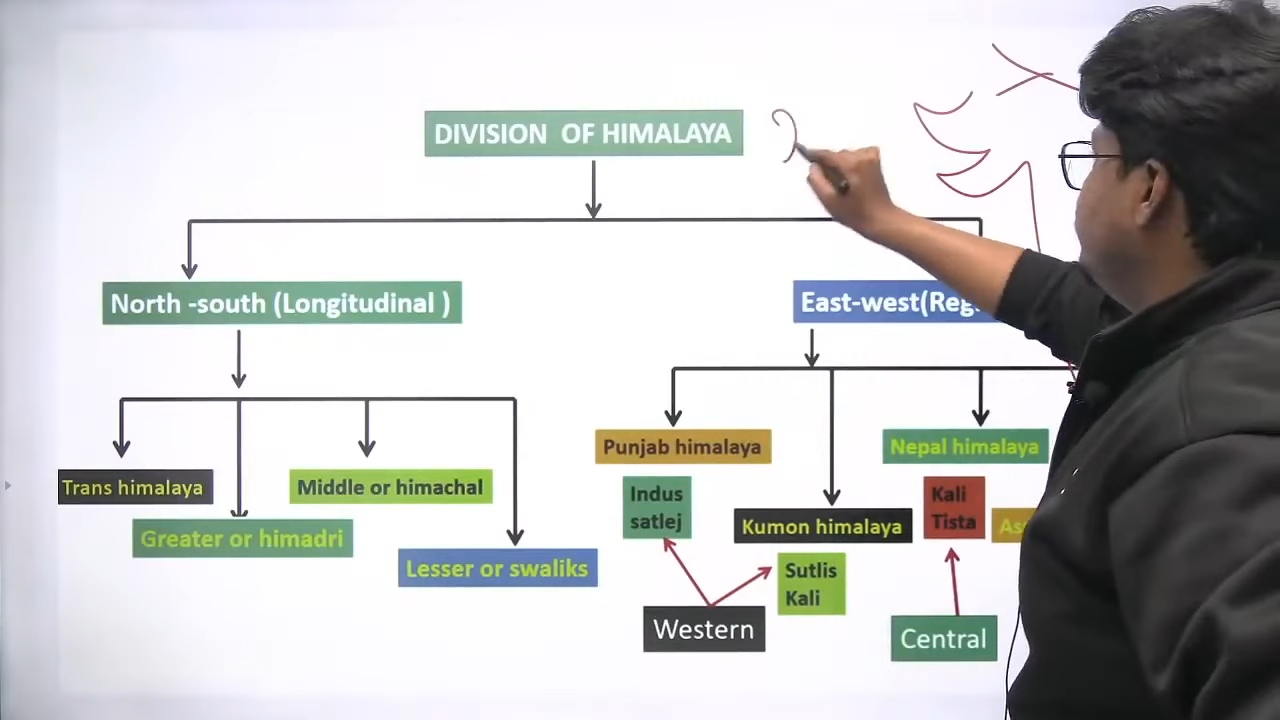 DIVISION OF HIMALAYA
North -south (Longitudinal )
East-west(Reg
Trans himalaya
Greater or himadri
Middle or himachal
Lesser or swaliks
Punjab himalaya
Indus
satlej
Kumon himalaya
Sutlis
Kali
Nepal himalaya
Kali
Tista
Western
Central